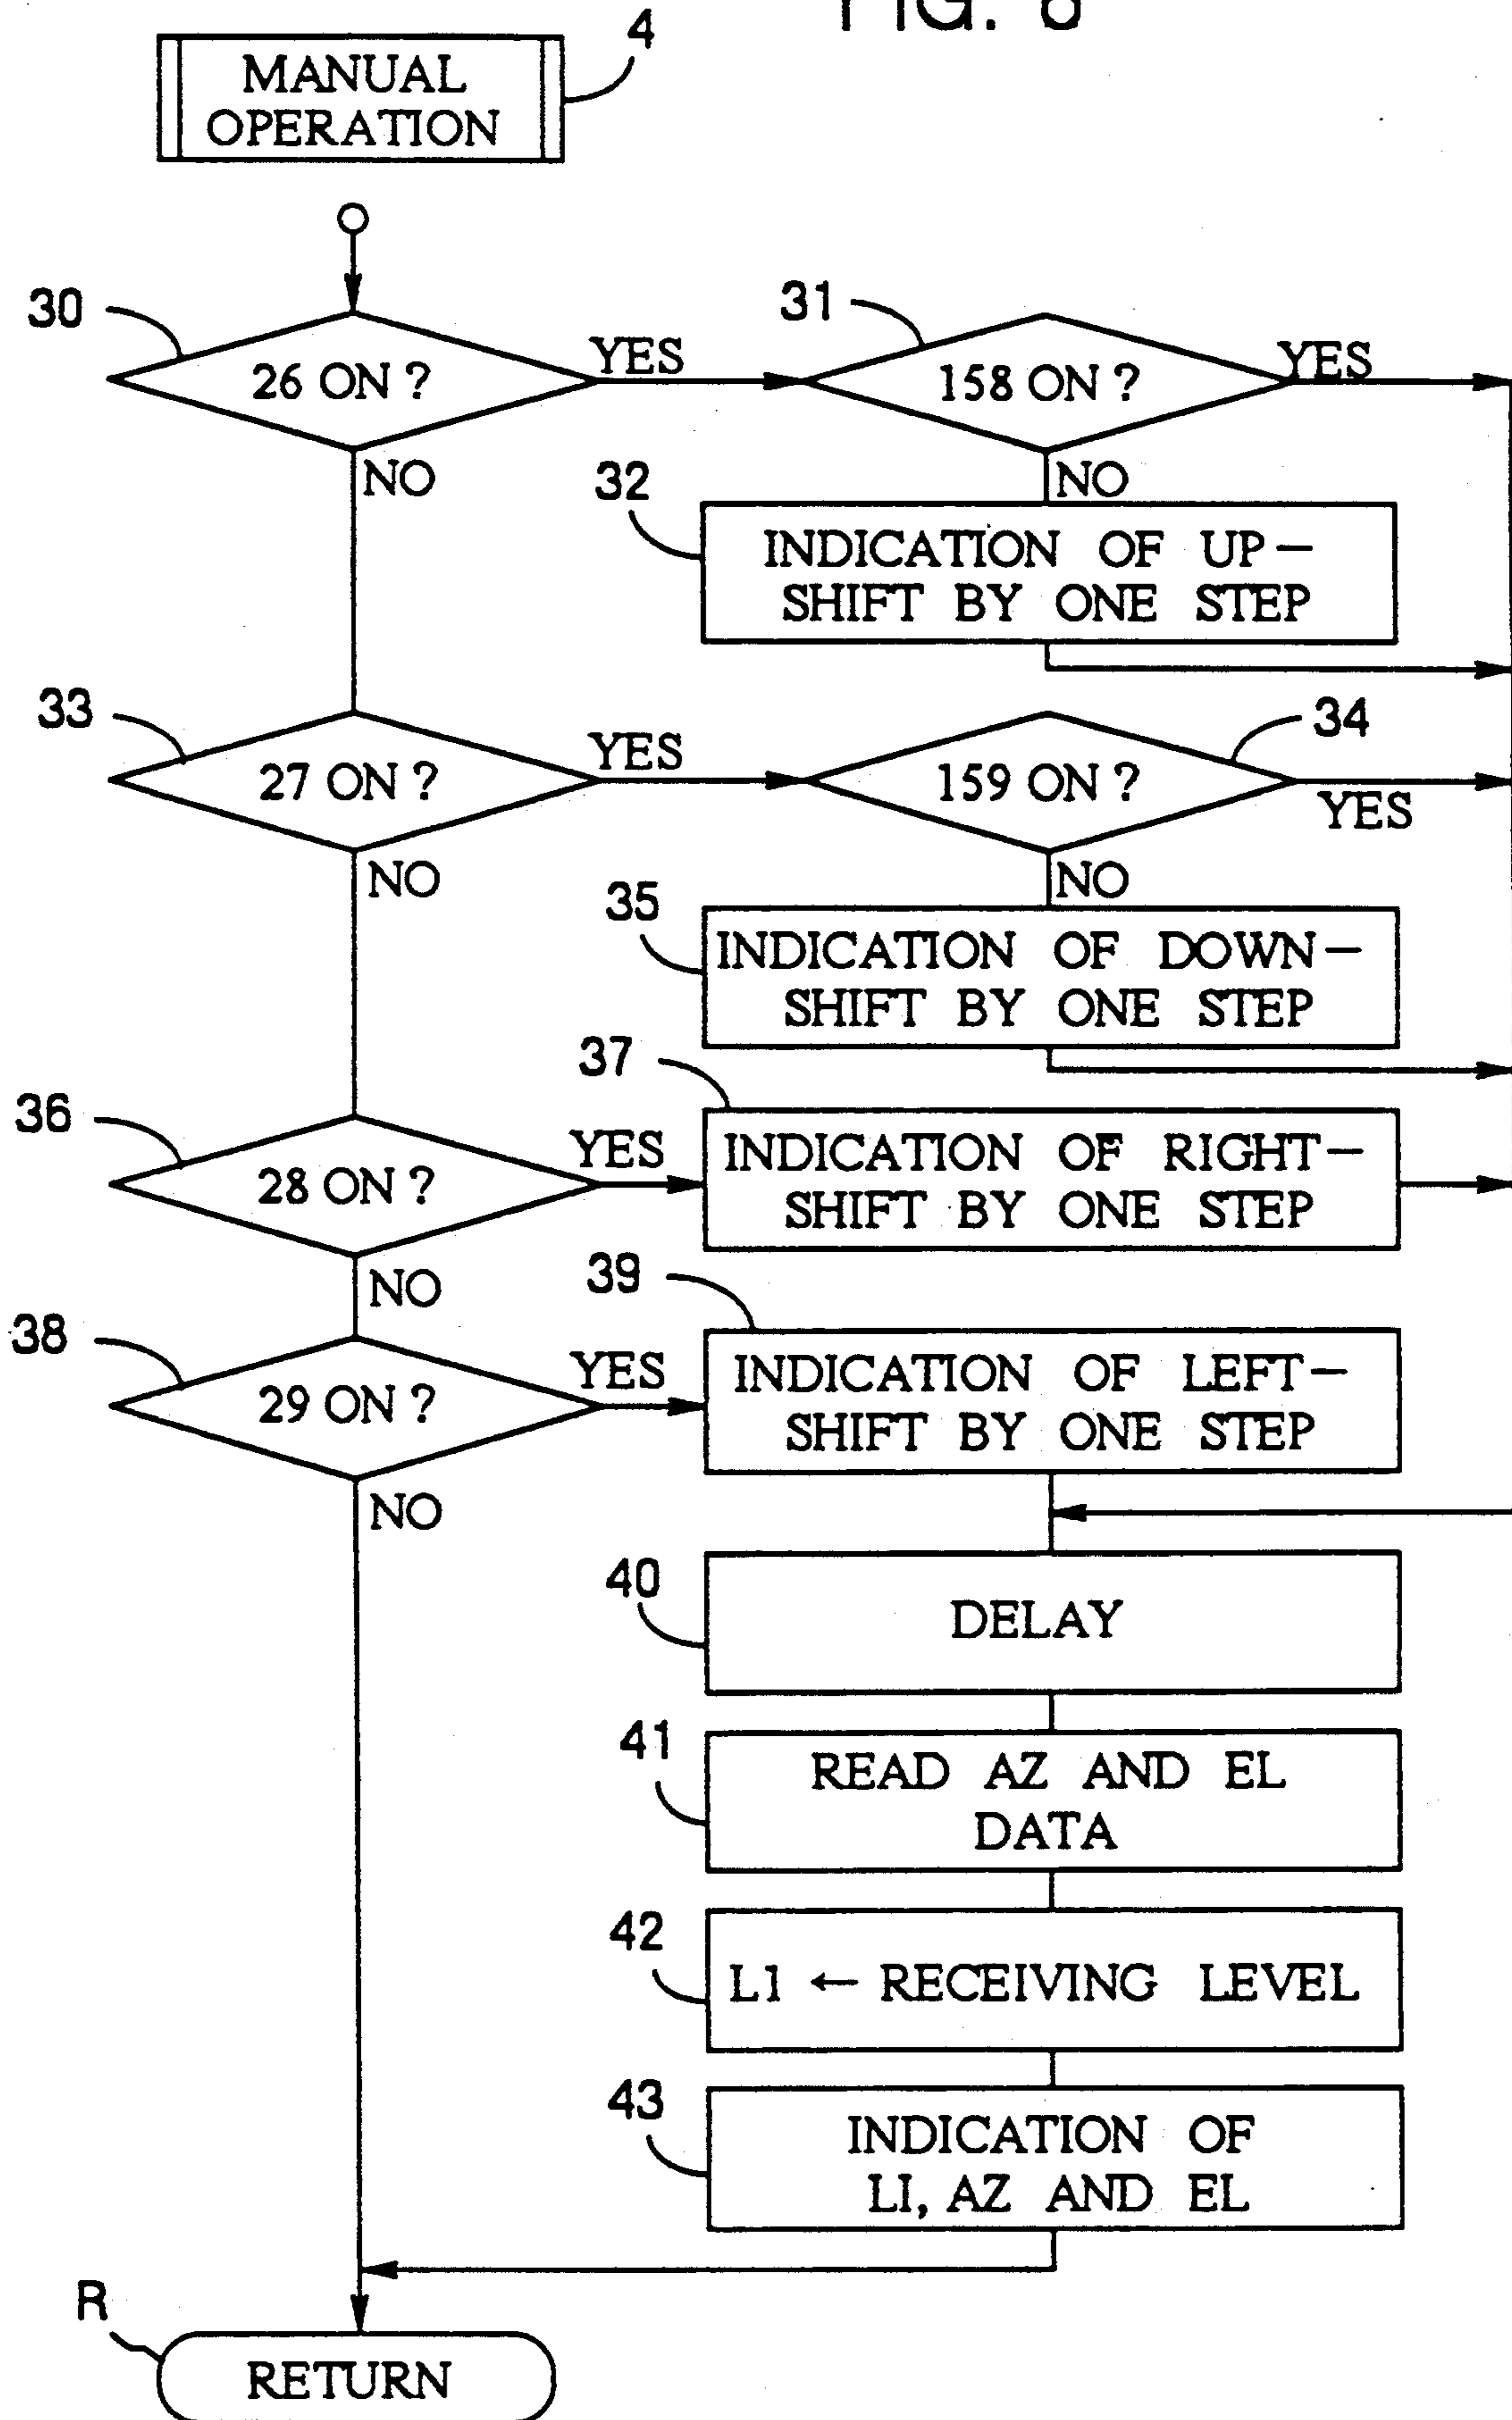 FIG. 8
4
MANUAL
OPERATION
30
26 ON ?
YES
31
158 ON ?
YES
NO
NO
32
INDICATION OF UP—
SHIFT BY ONE STEP
33
27 ON ?
YES
34
159 ON ?
YES
NO
NO
35
INDICATION OF DOWN—
SHIFT BY ONE STEP
36
28 ON ?
YES
37
INDICATION OF RIGHT—
SHIFT BY ONE STEP
NO
38
29 ON ?
YES
39
INDICATION OF LEFT—
SHIFT BY ONE STEP
NO
40
DELAY
41
READ AZ AND EL
DATA
42
L1 ← RECEIVING LEVEL
43
INDICATION OF
LI, AZ AND EL
R
RETURN